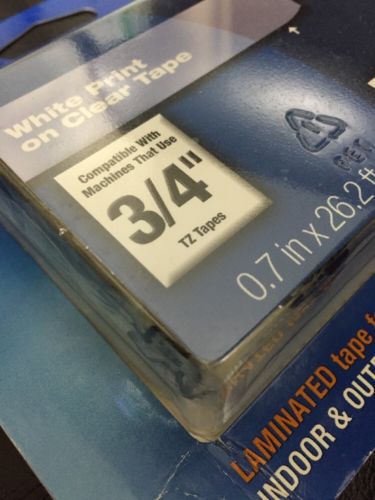 White Print
on Clear Tape
Compatible With
Machines That Use
3/4"
TZ Tapes
PET
0.7 in x 26.2 ft
LAMINATED tape f
INDOOR & OUT